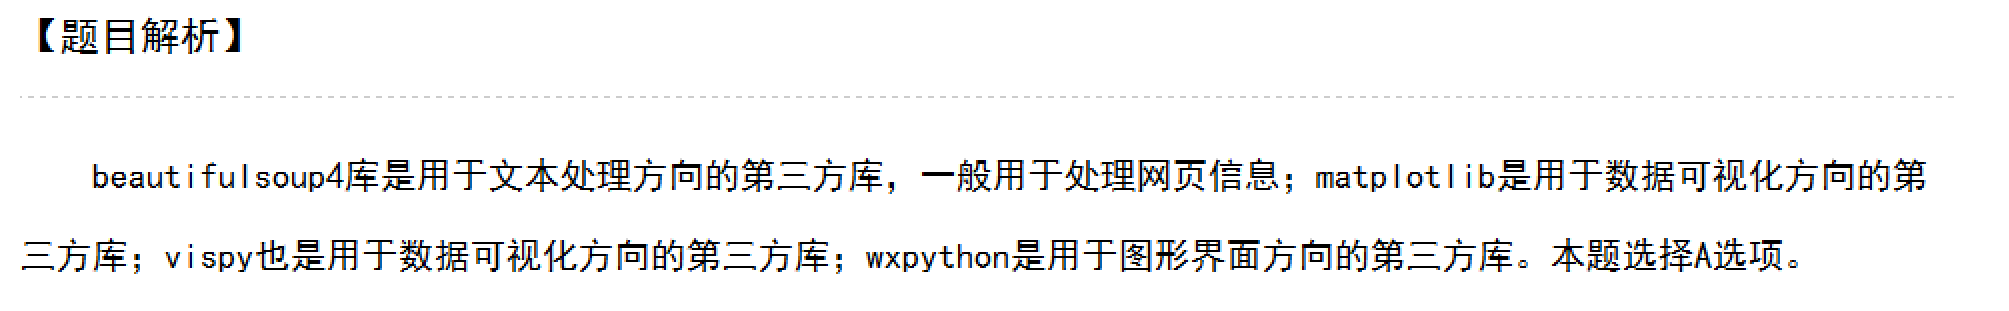 【题目解析】
beautifulsoup4库是用于文本处理方向的第三方库，一般用于处理网页信息；matplotlib是用于数据可视化方向的第
三方库；vispy也是用于数据可视化方向的第三方库；wxpython是用于图形界面方向的第三方库。本题选择A选项。